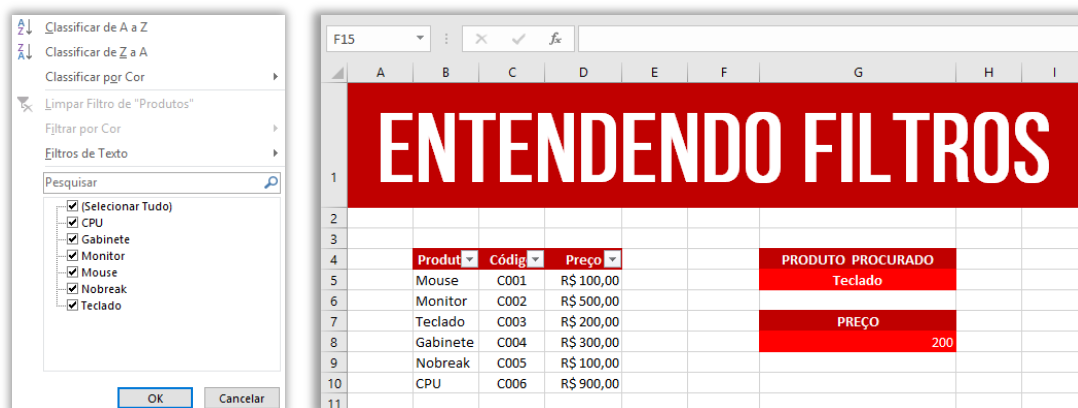 Classificar de A a Z
Classificar de Z a A
Classificar por Cor
Limpar Filtro de "Produtos"
Filtrar por Cor
Filtros de Texto
Pesquisar
(Selecionar Tudo)
CPU
Gabinete
Monitor
Mouse
Nobreak
Teclado
OK Cancelar
F15 fx
A B C D E F G H I
1 ENTENDENDO FILTROS
2
3
4 Produt Códig Preço PRODUTO PROCURADO
5 Mouse C001 R$ 100,00 Teclado
6 Monitor C002 R$ 500,00
7 Teclado C003 R$ 200,00 PREÇO
8 Gabinete C004 R$ 300,00 200
9 Nobreak C005 R$ 100,00
10 CPU C006 R$ 900,00
11